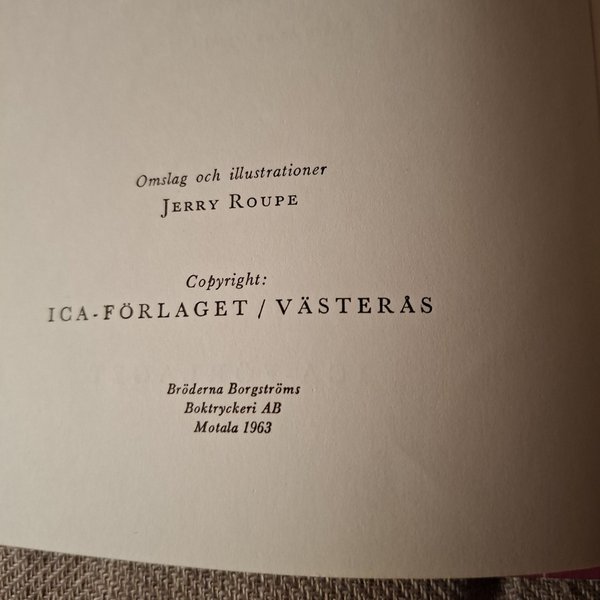 Omslag och illustrationer
JERRY ROUPE
Copyright:
ICA-FÖRLAGET / VÄSTERÅS
Bröderna Borgströms
Boktryckeri AB
Motala 1963